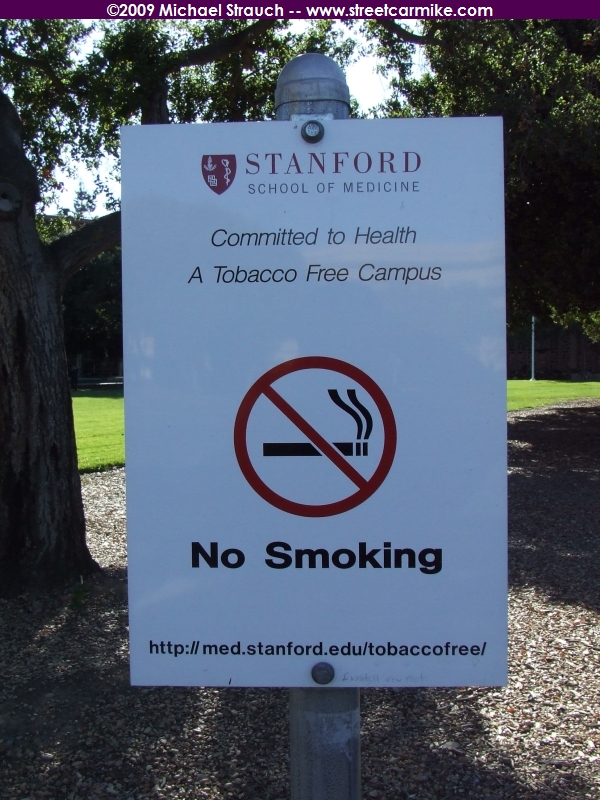 ©2009 Michael Strauch -- www.streetcarmike.com
STANFORD
SCHOOL OF MEDICINE
Committed to Health
A Tobacco Free Campus
No Smoking
http://med.stanford.edu/tobaccofree/